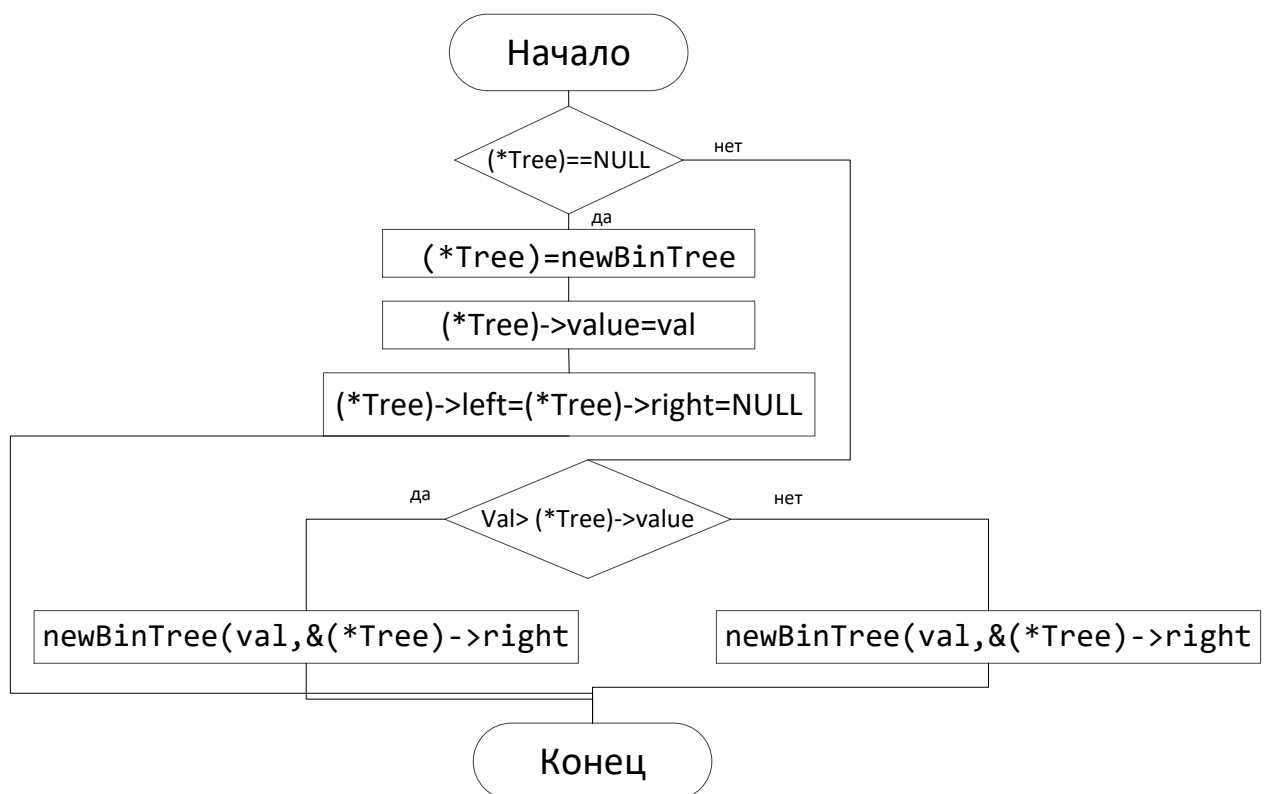 Начало
(*Tree)==NULL
нет
да
(*Tree)=newBinTree
(*Tree)->value=val
(*Tree)->left=(*Tree)->right=NULL
да
нет
Val> (*Tree)->value
newBinTree(val,&(*Tree)->right
newBinTree(val,&(*Tree)->right
Конец